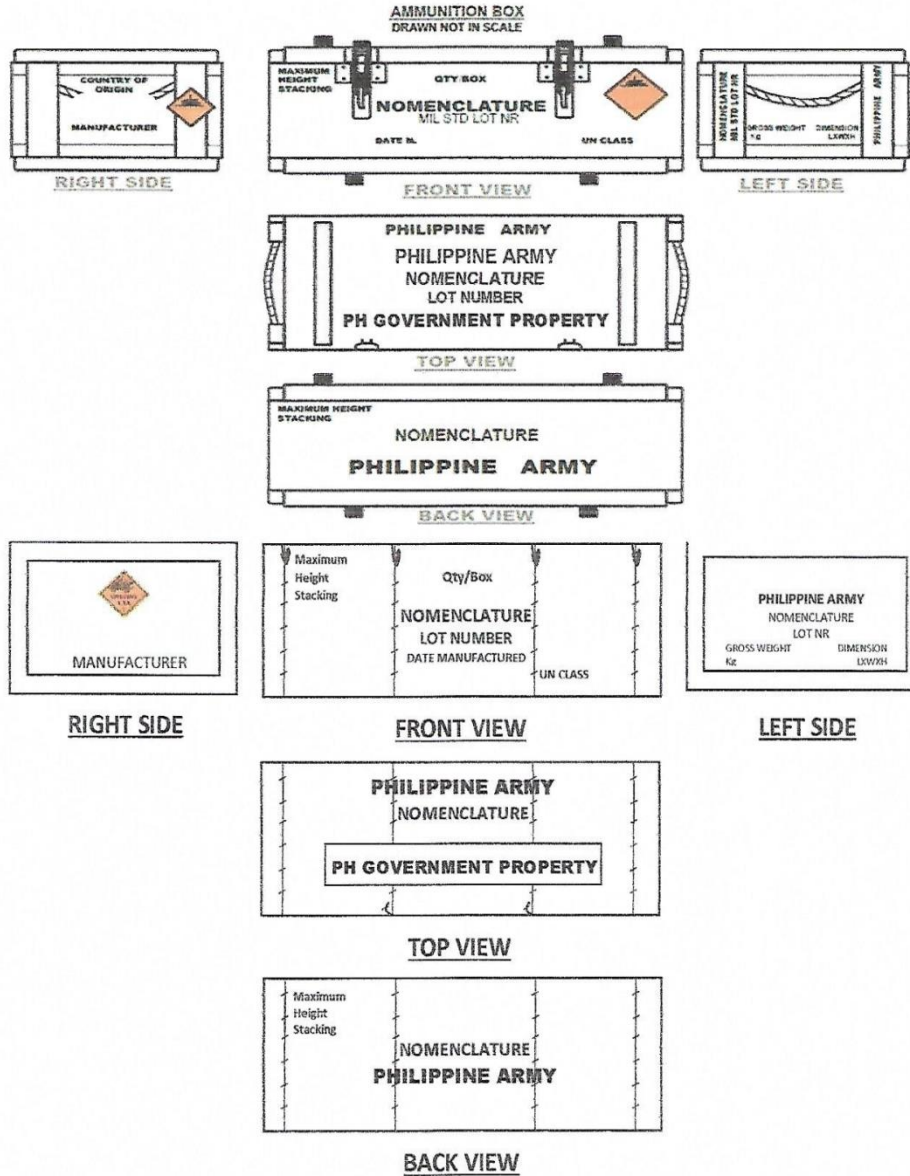 AMMUNITION BOX
DRAWN NOT IN SCALE
COUNTRY OF
ORIGIN
MANUFACTURER
RIGHT SIDE
MAXIMUM
HEIGHT
STACKING
QTY/BOX
NOMENCLATURE
MIL STD LOT NR
DATE M.
UN CLASS
FRONT VIEW
NOMENCLATURE
MIL STD LOT NR
GROSS WEIGHT DIMENSION
Kg LXWXH
PHILIPPINE ARMY
LEFT SIDE
PHILIPPINE ARMY
PHILIPPINE ARMY
NOMENCLATURE
LOT NUMBER
PH GOVERNMENT PROPERTY
TOP VIEW
MAXIMUM HEIGHT
STACKING
NOMENCLATURE
PHILIPPINE ARMY
BACK VIEW
MANUFACTURER
RIGHT SIDE
Maximum
Height
Stacking
Qty/Box
NOMENCLATURE
LOT NUMBER
DATE MANUFACTURED
UN CLASS
FRONT VIEW
PHILIPPINE ARMY
NOMENCLATURE
LOT NR
GROSS WEIGHT DIMENSION
Kg LXWXH
LEFT SIDE
PHILIPPINE ARMY
NOMENCLATURE
PH GOVERNMENT PROPERTY
TOP VIEW
Maximum
Height
Stacking
NOMENCLATURE
PHILIPPINE ARMY
BACK VIEW